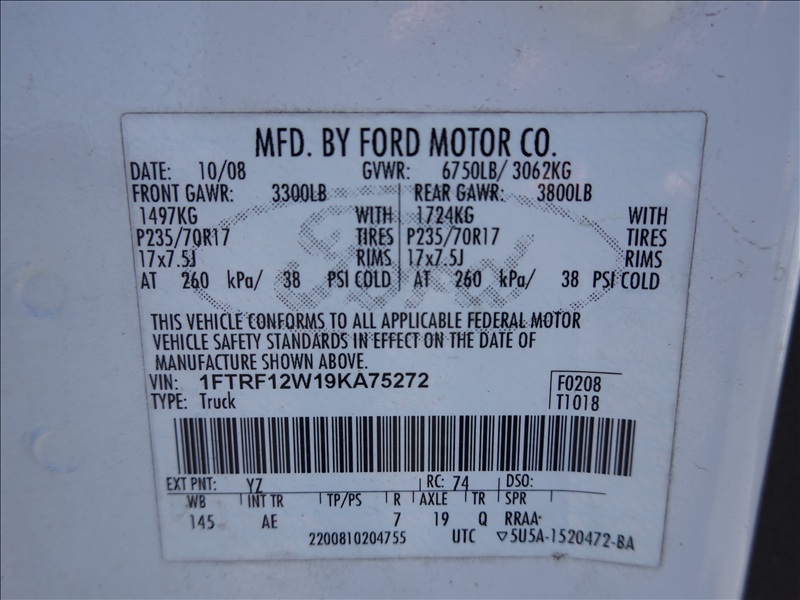 MFD. BY FORD MOTOR CO.
DATE: 10/08 GVWR: 6750LB/ 3062KG
FRONT GAWR: 3300LB REAR GAWR: 3800LB
1497KG WITH 1724KG WITH
P235/70R17 TIRES P235/70R17 TIRES
17x7.5J RIMS 17x7.5J RIMS
AT 260 kPa/ 38 PSI COLD AT 260 kPa/ 38 PSI COLD
Ford
THIS VEHICLE CONFORMS TO ALL APPLICABLE FEDERAL MOTOR
VEHICLE SAFETY STANDARDS IN EFFECT ON THE DATE OF
MANUFACTURE SHOWN ABOVE.
VIN: 1FTRF12W19KA75272 F0208
TYPE: Truck T1018
EXT PNT: YZ RC: 74 DSO:
WB INT TR TP/PS R AXLE TR SPR
145 AE 7 19 Q RRAA
2200810204755 UTC ▽5U5A-1520472-BA